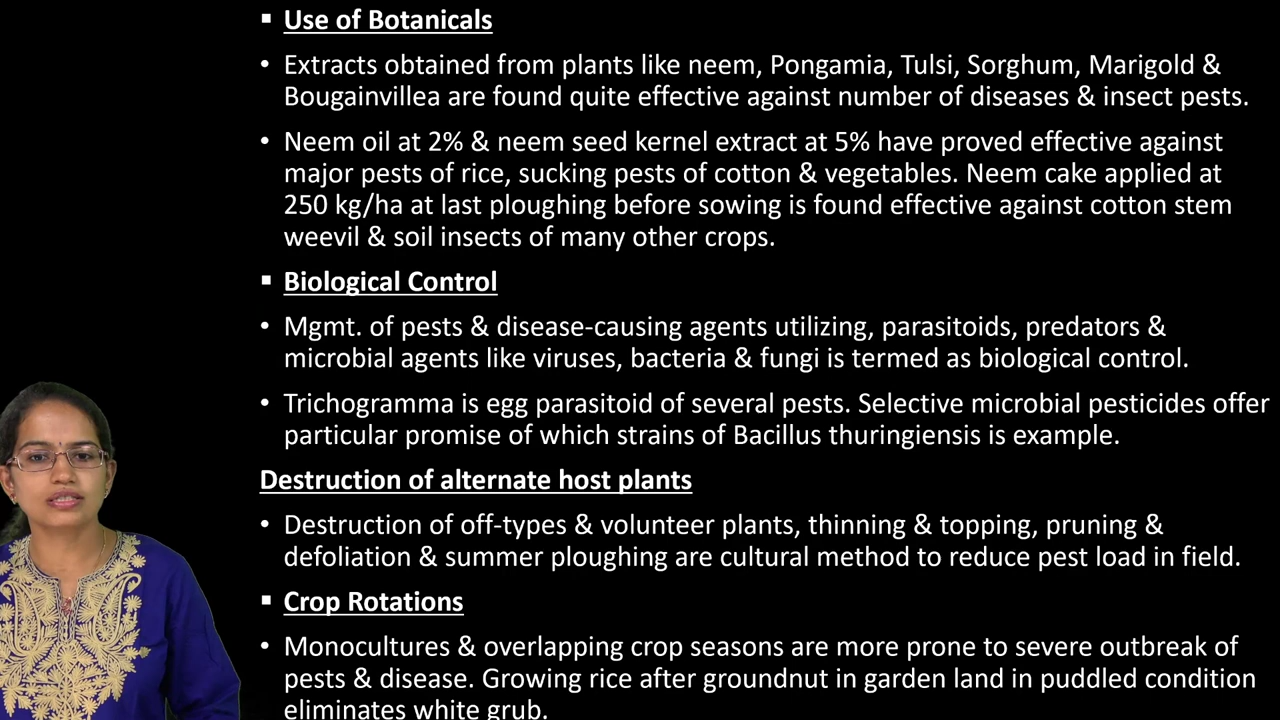 ▪ Use of Botanicals
• Extracts obtained from plants like neem, Pongamia, Tulsi, Sorghum, Marigold &
Bougainvillea are found quite effective against number of diseases & insect pests.
• Neem oil at 2% & neem seed kernel extract at 5% have proved effective against
major pests of rice, sucking pests of cotton & vegetables. Neem cake applied at
250 kg/ha at last ploughing before sowing is found effective against cotton stem
weevil & soil insects of many other crops.
▪ Biological Control
• Mgmt. of pests & disease-causing agents utilizing, parasitoids, predators &
microbial agents like viruses, bacteria & fungi is termed as biological control.
• Trichogramma is egg parasitoid of several pests. Selective microbial pesticides offer
particular promise of which strains of Bacillus thuringiensis is example.
Destruction of alternate host plants
• Destruction of off-types & volunteer plants, thinning & topping, pruning &
defoliation & summer ploughing are cultural method to reduce pest load in field.
▪ Crop Rotations
• Monocultures & overlapping crop seasons are more prone to severe outbreak of
pests & disease. Growing rice after groundnut in garden land in puddled condition
eliminates white grub.